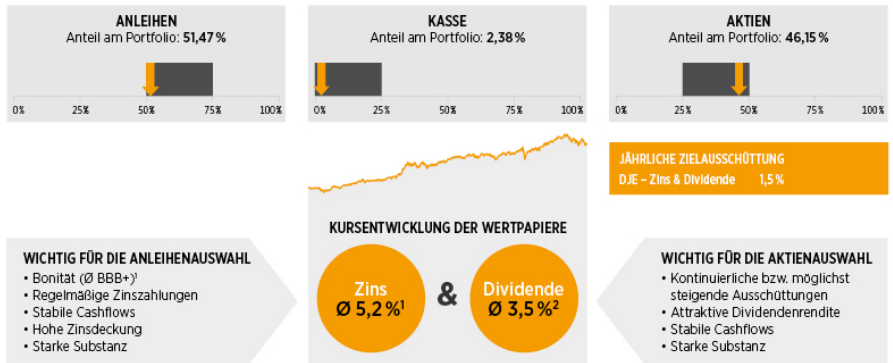 ANLEIHEN
Anteil am Portfolio: 51,47 %
0% 25% 50% 75% 100%
KASSE
Anteil am Portfolio: 2,38 %
0% 25% 50% 75% 100%
AKTIEN
Anteil am Portfolio: 46,15 %
0% 25% 50% 75% 100%
JÄHRLICHE ZIELAUSSCHÜTTUNG
DJE – Zins & Dividende 1,5 %
KURSENTWICKLUNG DER WERTPAPIERE
WICHTIG FÜR DIE ANLEIHENAUSWAHL
• Bonität (Ø BBB+)¹
• Regelmäßige Zinszahlungen
• Stabile Cashflows
• Hohe Zinsdeckung
• Starke Substanz
Zins
Ø 5,2 %¹
&
Dividende
Ø 3,5 %²
WICHTIG FÜR DIE AKTIENAUSWAHL
• Kontinuierliche bzw. möglichst
steigende Ausschüttungen
• Attraktive Dividendenrendite
• Stabile Cashflows
• Starke Substanz